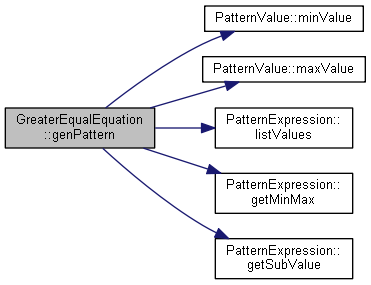 PatternValue::minValue
PatternValue::maxValue
GreaterEqualEquation
::genPattern
PatternExpression::
listValues
PatternExpression::
getMinMax
PatternExpression::
getSubValue